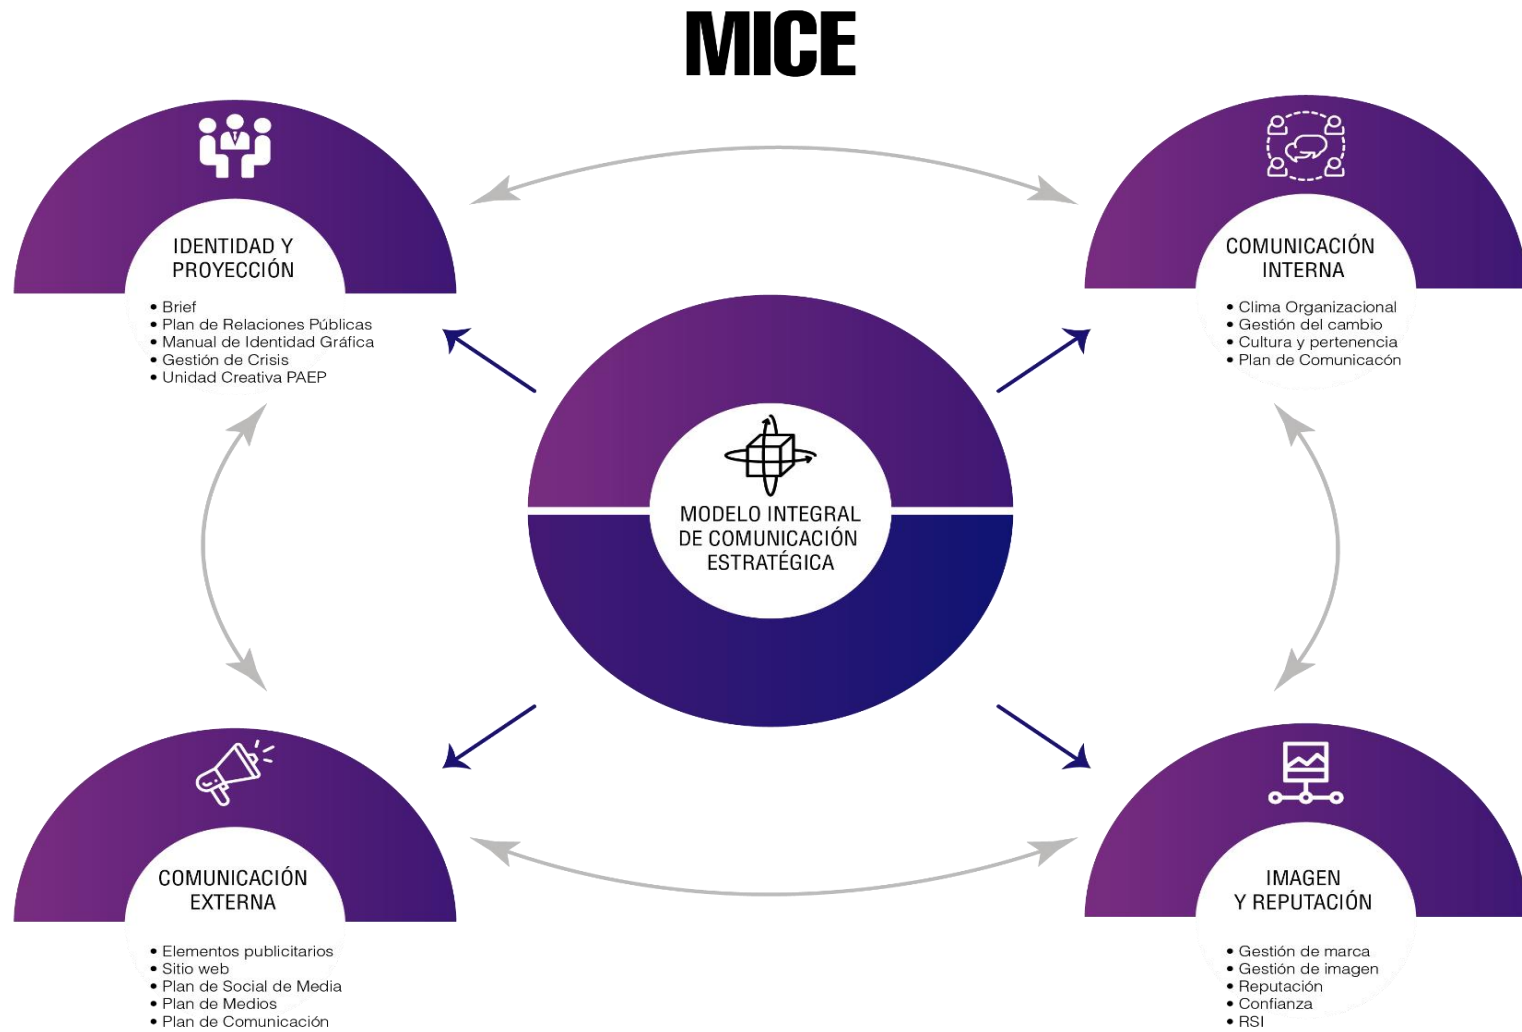 MICE
IDENTIDAD Y
PROYECCIÓN
• Brief
• Plan de Relaciones Públicas
• Manual de Identidad Gráfica
• Gestión de Crisis
• Unidad Creativa PAEP
COMUNICACIÓN
INTERNA
• Clima Organizacional
• Gestión del cambio
• Cultura y pertenencia
• Plan de Comunicacón
MODELO INTEGRAL
DE COMUNICACIÓN
ESTRATÉGICA
COMUNICACIÓN
EXTERNA
• Elementos publicitarios
• Sitio web
• Plan de Social de Media
• Plan de Medios
• Plan de Comunicación
IMAGEN
Y REPUTACIÓN
• Gestión de marca
• Gestión de imagen
• Reputación
• Confianza
• RSI